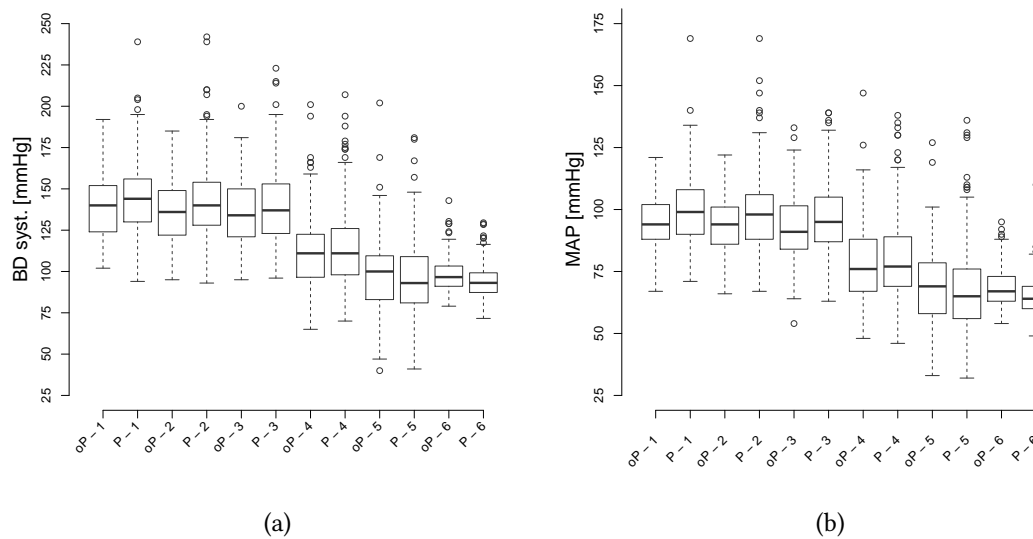 BD syst. [mmHg]
250
225
200
175
150
125
100
75
50
25
oP – 1
P – 1
oP – 2
P – 2
oP – 3
P – 3
oP – 4
P – 4
oP – 5
P – 5
oP – 6
P – 6
(a)
MAP [mmHg]
175
150
125
100
75
50
25
oP – 1
P – 1
oP – 2
P – 2
oP – 3
P – 3
oP – 4
P – 4
oP – 5
P – 5
oP – 6
P – 6
(b)